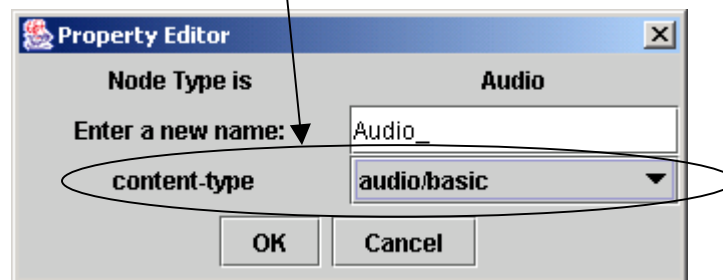 Property Editor
Node Type is Audio
Enter a new name: Audio_
content-type audio/basic
OK Cancel